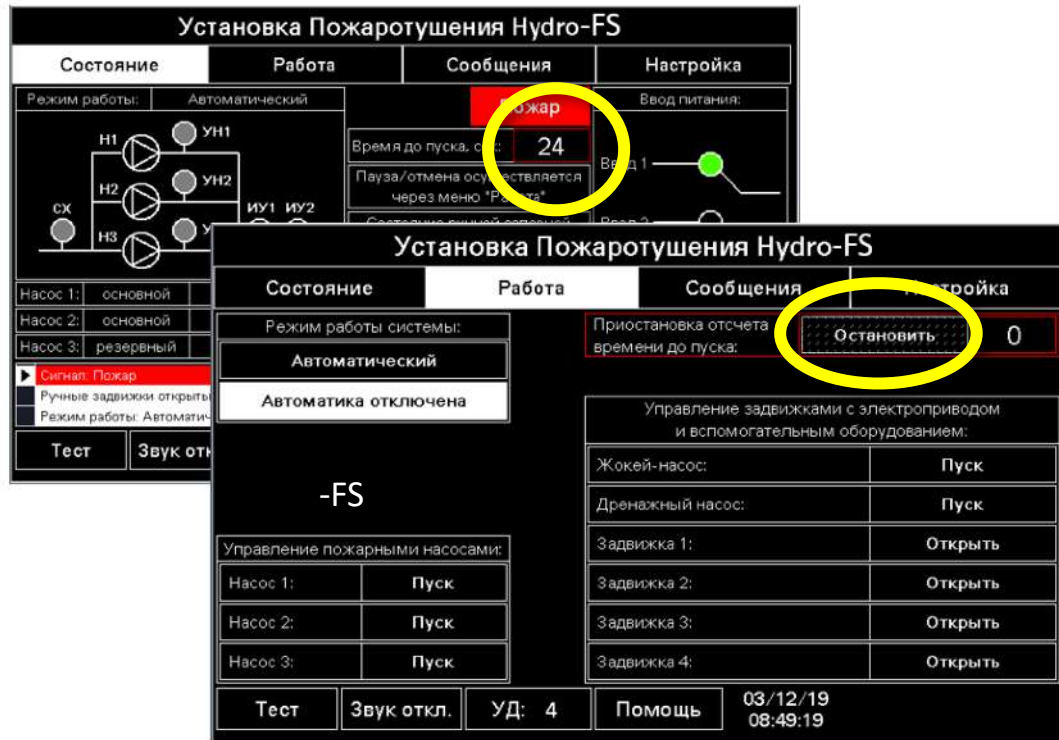 Установка Пожаротушения Hydro-FS
Состояние Работа Сообщения Настройка
Режим работы: Автоматический
Пожар
Ввод питания:
Н1 УН1
Н2 УН2
Н3
СХ
ИУ1 ИУ2
Время до пуска, 24
Пауза/отмена осуществляется
через меню "Работа"
Ввод 1
Насос 1: основной
Насос 2: основной
Насос 3: резервный
Сигнал: Пожар
Ручные задвижки открыты
Режим работы:
Тест
Звук
Установка Пожаротушения Hydro-FS
Состояние Работа Сообщения Настройка
Режим работы системы:
Автоматический
Автоматика отключена
Приостановка отсчета
времени до пуска:
Остановить 0
-FS
Управление пожарными насосами:
Насос 1: Пуск
Насос 2: Пуск
Насос 3: Пуск
Управление задвижками с электроприводом
и вспомогательным оборудованием:
Жокей-насос: Пуск
Дренажный насос: Пуск
Задвижка 1: Открыть
Задвижка 2: Открыть
Задвижка 3: Открыть
Задвижка 4: Открыть
Тест Звук откл. УД: 4 Помощь
03/12/19
08:49:19